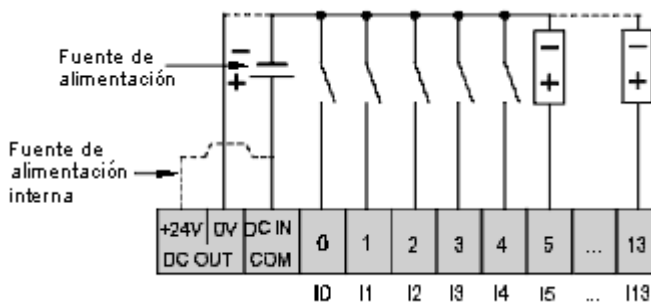 Fuente de
alimentación
−
+
Fuente de
alimentación
interna
−
+
−
+
+24V 0V DC IN 0 1 2 3 4 5 ... 13
DC OUT COM
I0 I1 I2 I3 I4 I5 ... I13